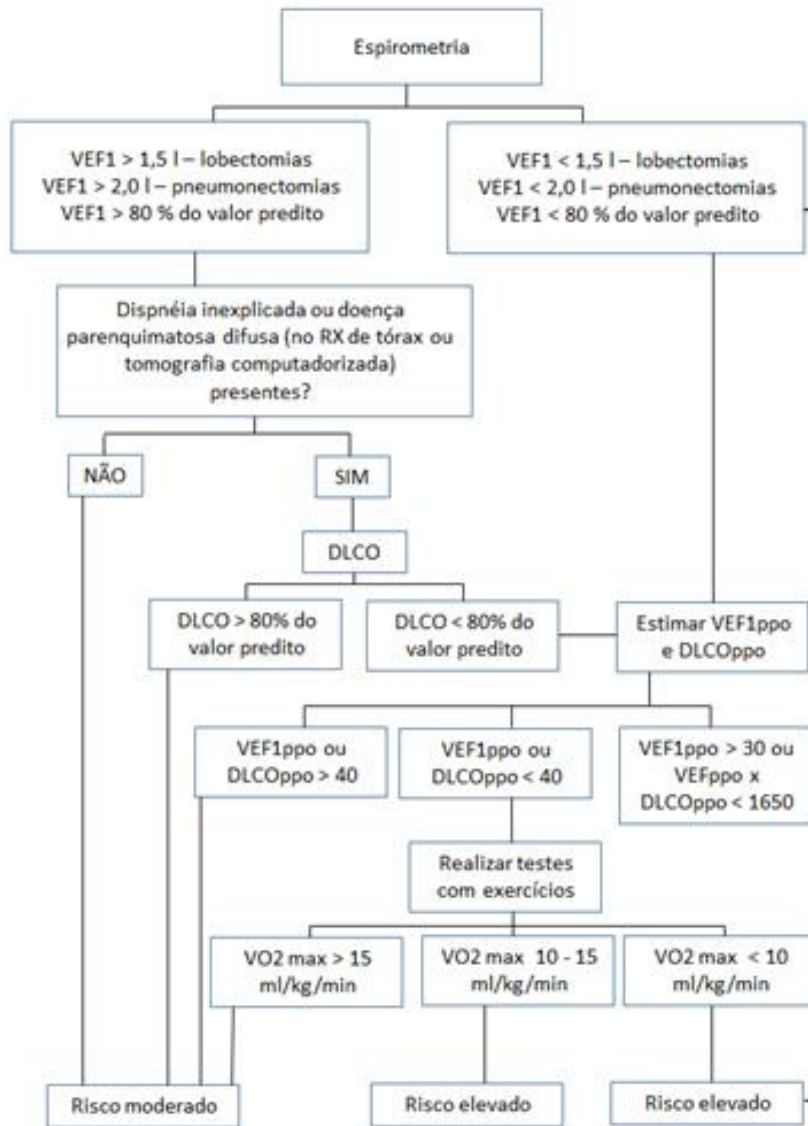 Espirometria
VEF1 > 1,5 l – lobectomias
VEF1 > 2,0 l – pneumonectomias
VEF1 > 80 % do valor predito
VEF1 < 1,5 l – lobectomias
VEF1 < 2,0 l – pneumonectomias
VEF1 < 80 % do valor predito
Dispnéia inexplicada ou doença
parenquimatosa difusa (no RX de tórax ou
tomografia computadorizada)
presentes?
NÃO
SIM
DLCO
DLCO > 80% do
valor predito
DLCO < 80% do
valor predito
Estimar VEF1ppo
e DLCOppo
VEF1ppo ou
DLCOppo > 40
VEF1ppo ou
DLCOppo < 40
VEF1ppo > 30 ou
VEFppo x
DLCOppo < 1650
Realizar testes
com exercícios
VO2 max > 15
ml/kg/min
VO2 max 10 - 15
ml/kg/min
VO2 max < 10
ml/kg/min
Risco moderado
Risco elevado
Risco elevado